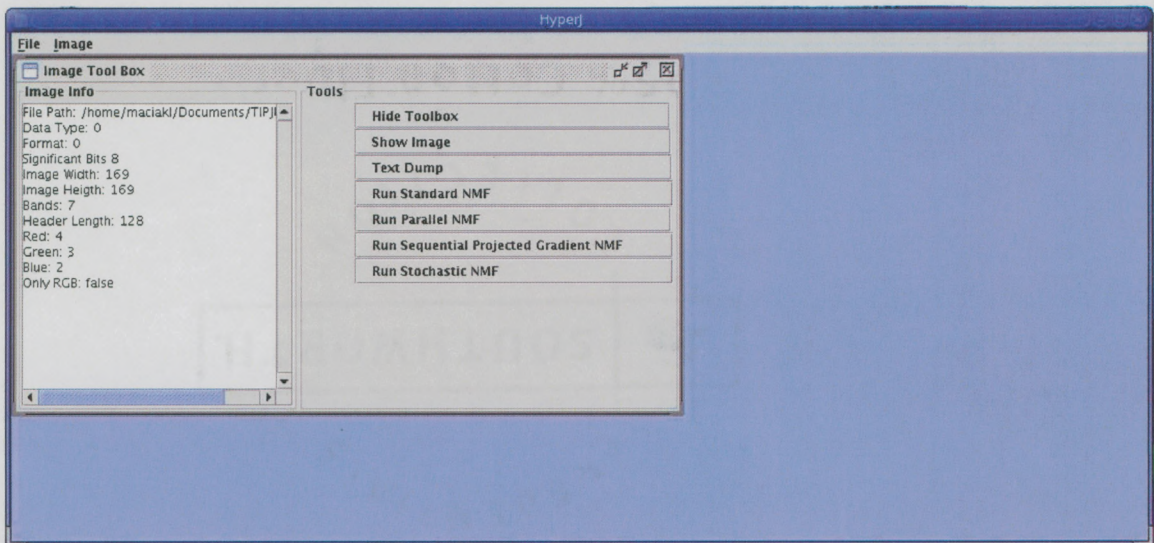 HyperJ
File Image
Image Tool Box
Image Info
File Path: /home/maciakl/Documents/TIPJI
Data Type: 0
Format: 0
Significant Bits 8
Image Width: 169
Image Heigth: 169
Bands: 7
Header Length: 128
Red: 4
Green: 3
Blue: 2
Only RGB: false
Tools
Hide Toolbox
Show Image
Text Dump
Run Standard NMF
Run Parallel NMF
Run Sequential Projected Gradient NMF
Run Stochastic NMF